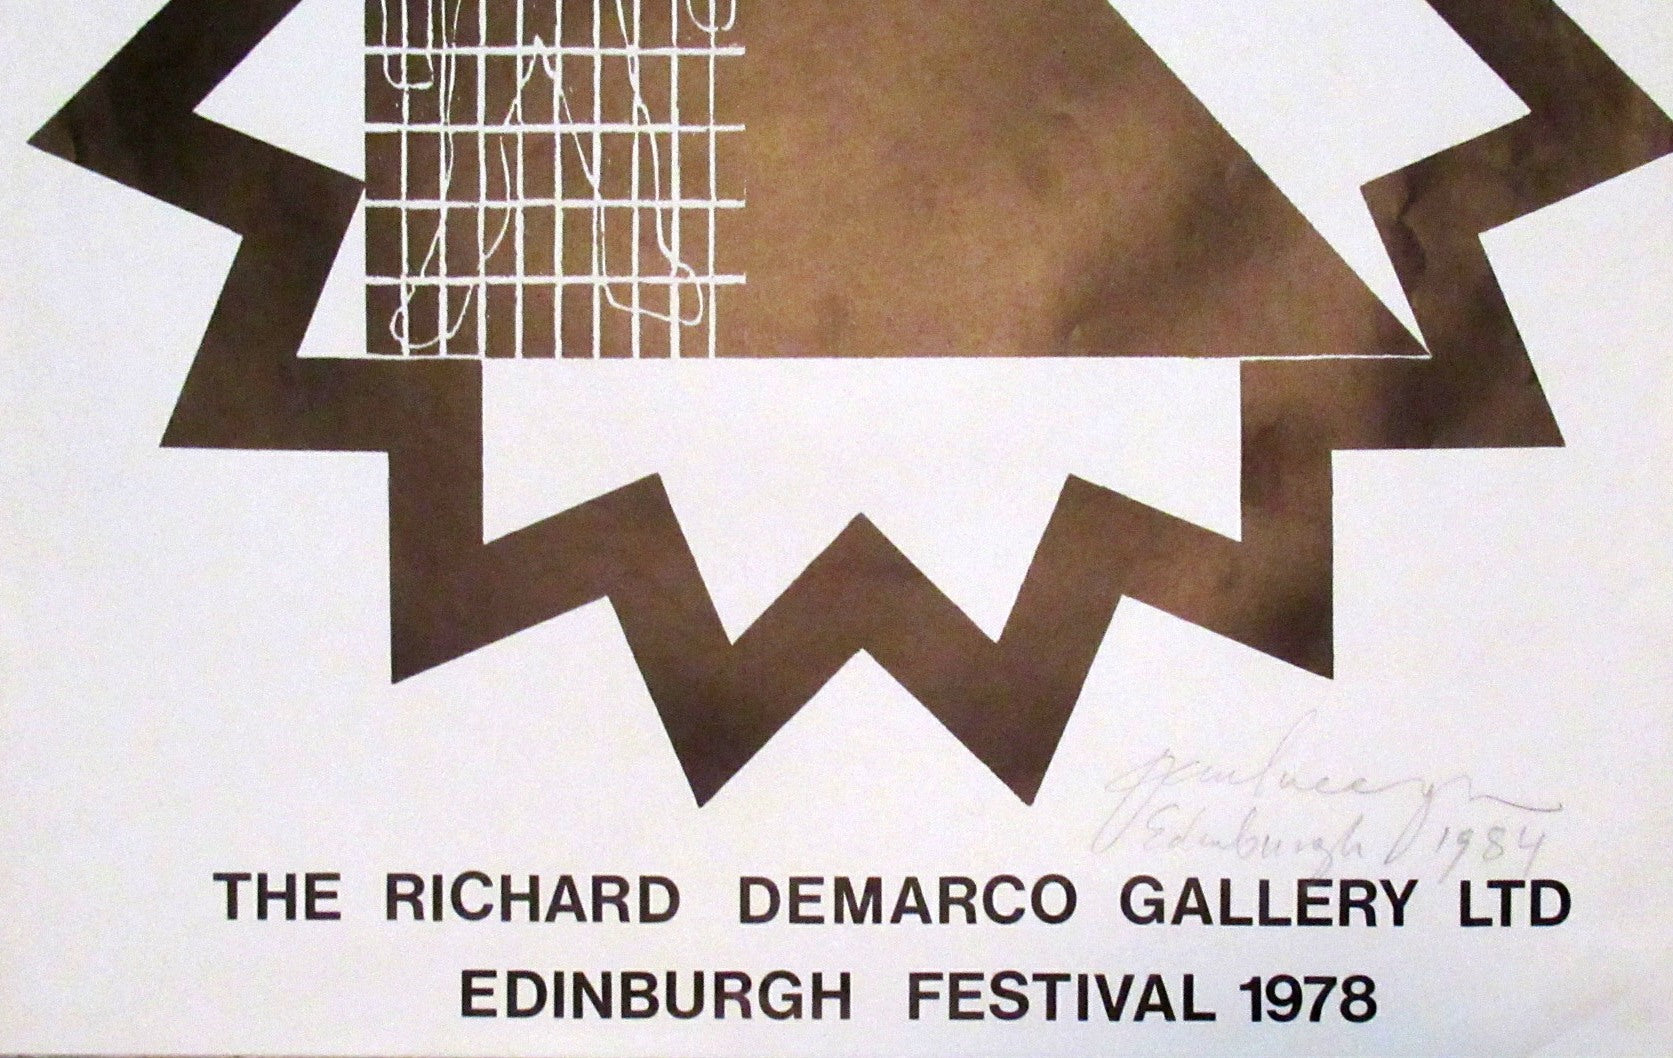 Edinburgh 1984
THE RICHARD DEMARCO GALLERY LTD
EDINBURGH FESTIVAL 1978